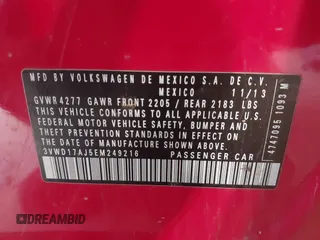 MFD BY VOLKSWAGEN DE MEXICO S.A. DE C.V.
MEXICO 11/13
GVWR 4277 GAWR FRONT 2205 / REAR 2183 LBS
THIS VEHICLE CONFORMS TO ALL APPLICABLE
FEDERAL MOTOR VEHICLE SAFETY, BUMPER AND
THEFT PREVENTION STANDARDS IN EFFECT ON THE
DATE OF MANUFACTURE SHOWN ABOVE.
3VWD17AJ5EM249216 PASSENGER CAR
4747095 1093 M
DREAMBID